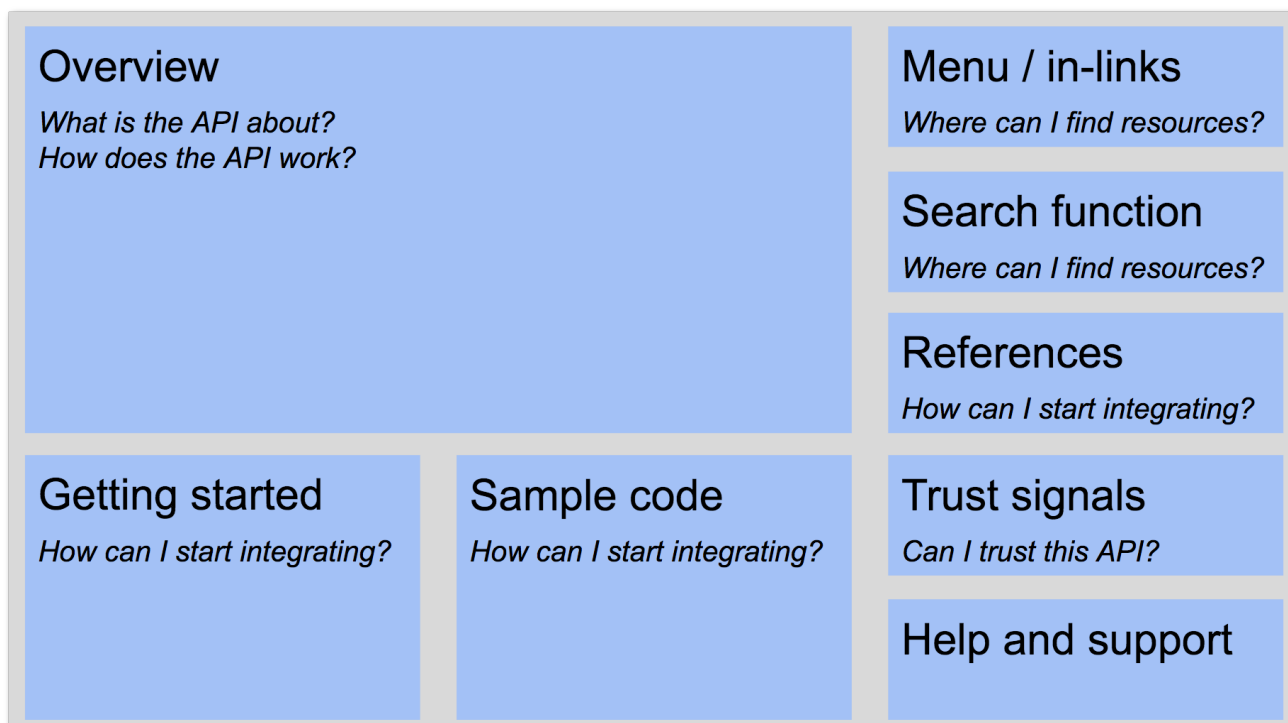 Overview
What is the API about?
How does the API work?
Menu / in-links
Where can I find resources?
Search function
Where can I find resources?
References
How can I start integrating?
Getting started
How can I start integrating?
Sample code
How can I start integrating?
Trust signals
Can I trust this API?
Help and support